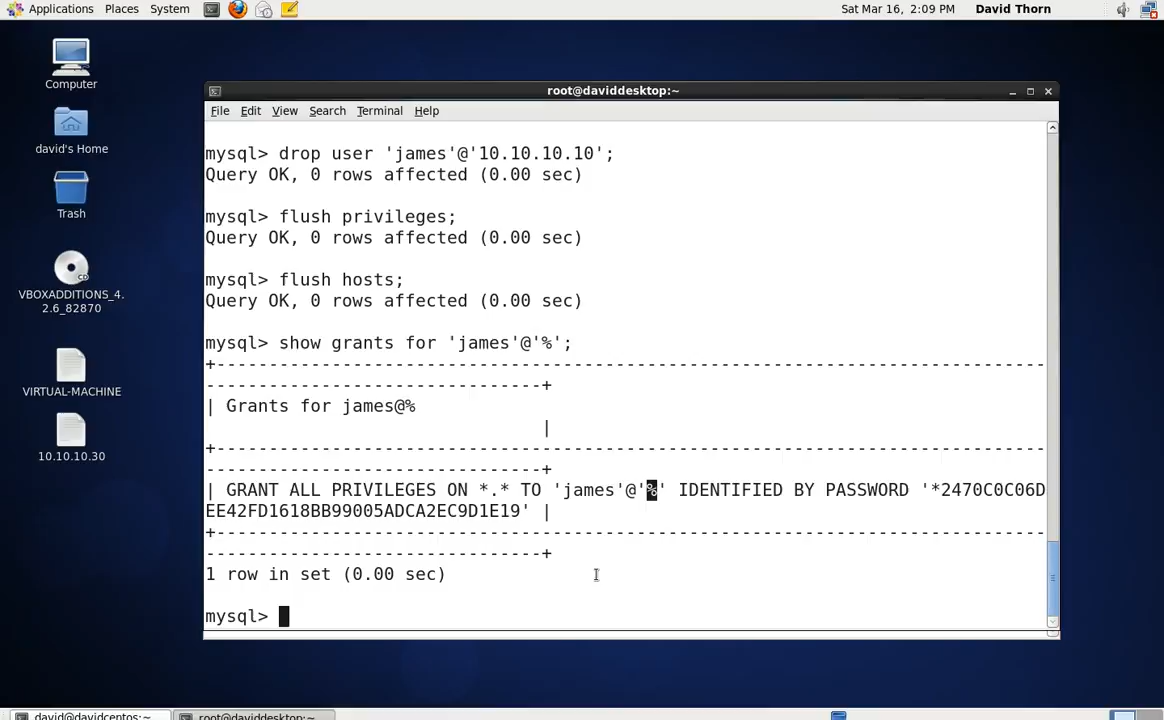 Applications Places System Sat Mar 16, 2:09 PM David Thorn
Computer
david's Home
Trash
CD
VBOXADDITIONS_4.
2.6_82870
VIRTUAL-MACHINE
10.10.10.30
root@daviddesktop:~
File Edit View Search Terminal Help
mysql> drop user 'james'@'10.10.10.10';
Query OK, 0 rows affected (0.00 sec)
mysql> flush privileges;
Query OK, 0 rows affected (0.00 sec)
mysql> flush hosts;
Query OK, 0 rows affected (0.00 sec)
mysql> show grants for 'james'@'%';
+-------------------------------------------------------------------------------
--------------------------------+
| Grants for james@%
|
+-------------------------------------------------------------------------------
--------------------------------+
| GRANT ALL PRIVILEGES ON *.* TO 'james'@'%' IDENTIFIED BY PASSWORD '*2470C0C06D
EE42FD1618BB99005ADCA2EC9D1E19' |
+-------------------------------------------------------------------------------
--------------------------------+
1 row in set (0.00 sec)
mysql>
david@davidcentos:~ root@daviddesktop:~